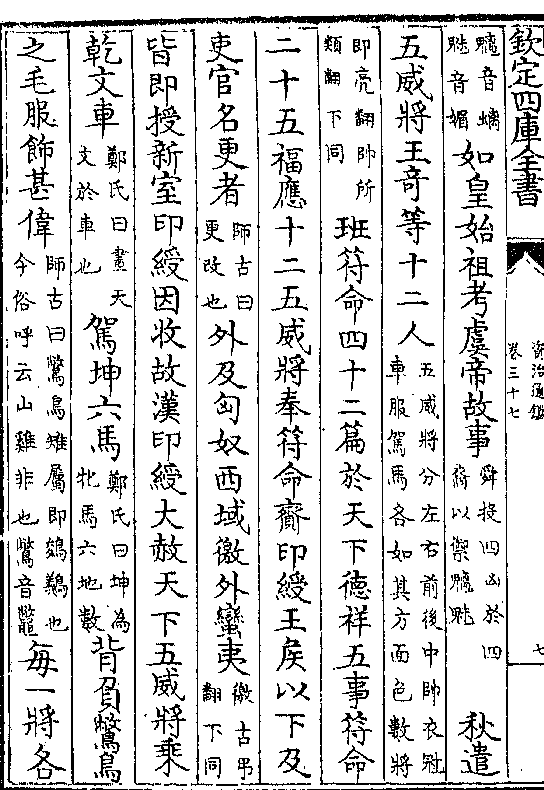 欽定四庫全書
資治通鑑
卷三十七
七
魑音螭
魅音媚
如皇始祖考虞帝故事
舜投四凶於四
裔以禦魑魅
秋遣
五威將王奇等十二人
五威將分左右前後中帥衣冠
車服駕馬各如其方面色數將
即亮翻帥所
類翻下同
班符命四十二篇於天下德祥五事符命
二十五福應十二五威將奉符命齎印綬王侯以下及
吏官名更者
師古曰
更改也
外及匈奴西域徼外蠻夷
徼古弔
翻下同
皆即授新室印綬因收故漢印綬大赦天下五威將乘
乾文車
鄭氏曰畫天
文於車也
駕坤六馬
鄭氏曰坤為
牝馬六地數
背負鷩鳥
之毛服飾甚偉
師古曰鷩鳥雉屬即鵕鸃也
今俗呼云山雞非也鷩音鼈
每一將各